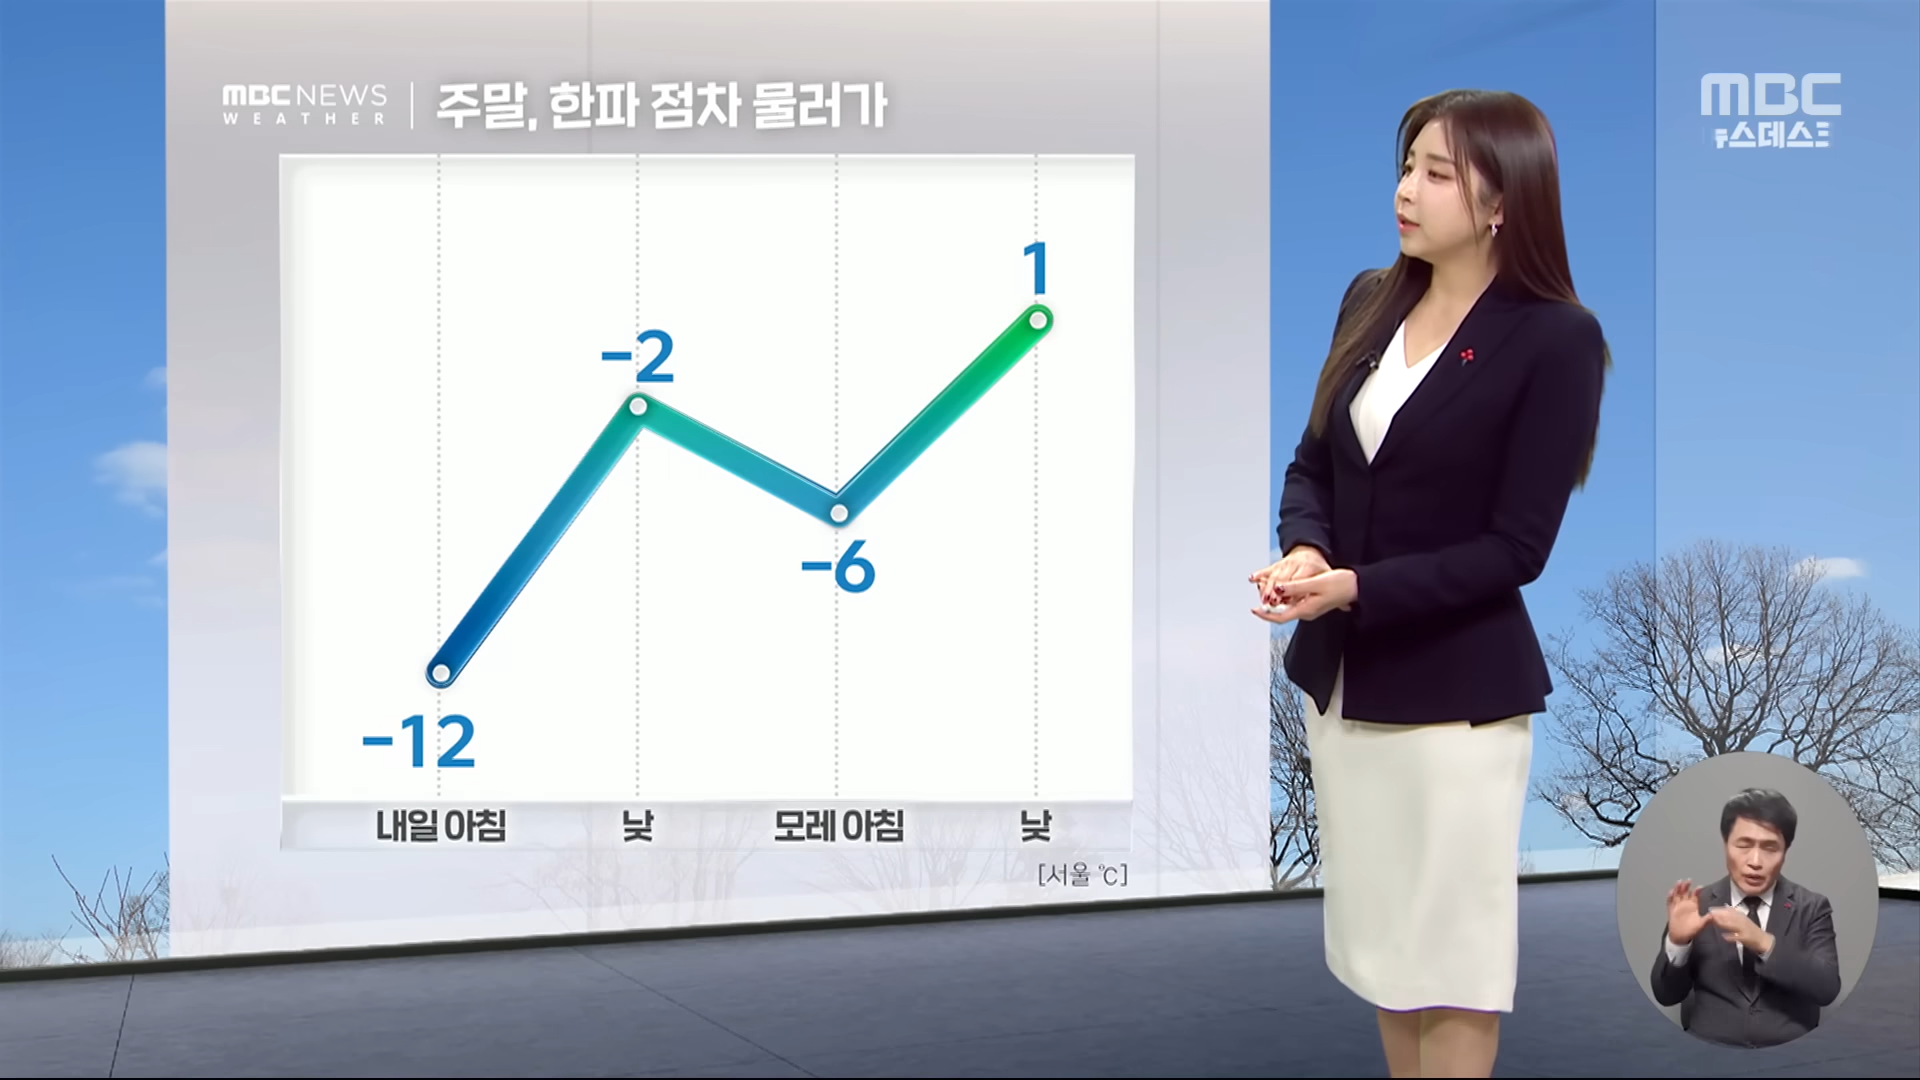 MBC NEWS
WEATHER
주말, 한파 점차 물러가
MBC
뉴스데스크
1
-2
-6
-12
내일 아침 낮 모레 아침 낮
[서울 ℃]